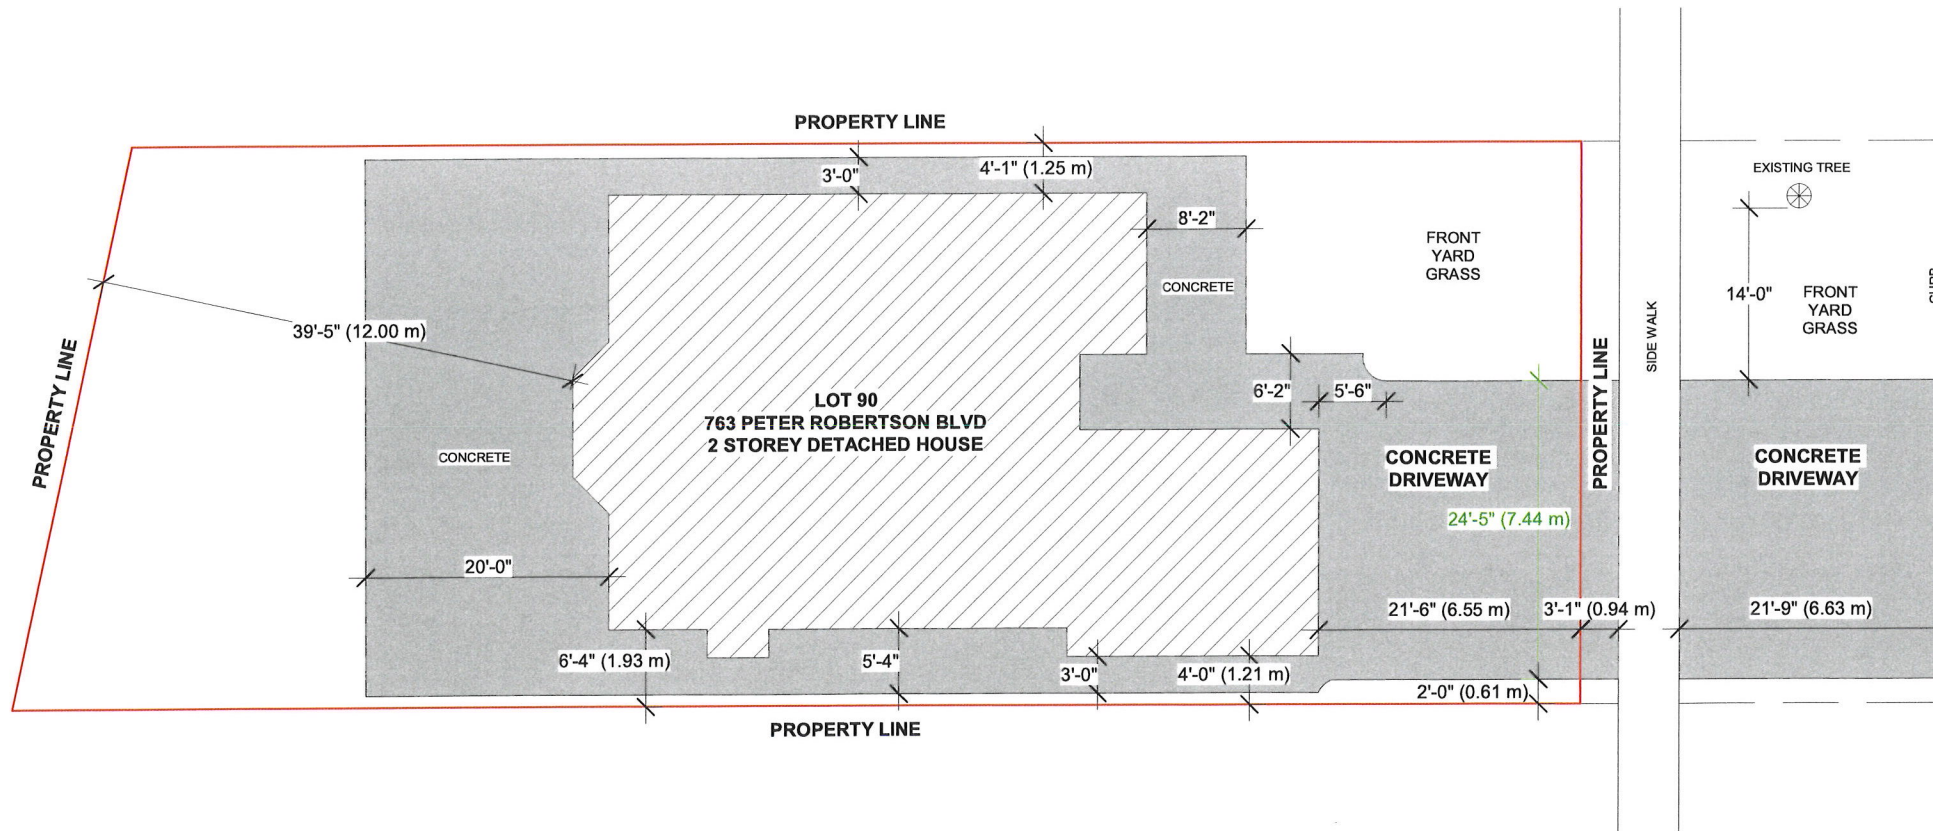 PROPERTY LINE
3'-0"
4'-1" (1.25 m)
EXISTING TREE
8'-2"
FRONT
YARD
GRASS
CONCRETE
14'-0"
FRONT
YARD
GRASS
CURB
SIDE WALK
39'-5" (12.00 m)
PROPERTY LINE
PROPERTY LINE
6'-2"
5'-6"
LOT 90
763 PETER ROBERTSON BLVD
2 STOREY DETACHED HOUSE
CONCRETE
CONCRETE
DRIVEWAY
CONCRETE
DRIVEWAY
24'-5" (7.44 m)
20'-0"
21'-6" (6.55 m)
3'-1" (0.94 m)
21'-9" (6.63 m)
6'-4" (1.93 m)
5'-4"
3'-0"
4'-0" (1.21 m)
2'-0" (0.61 m)
PROPERTY LINE